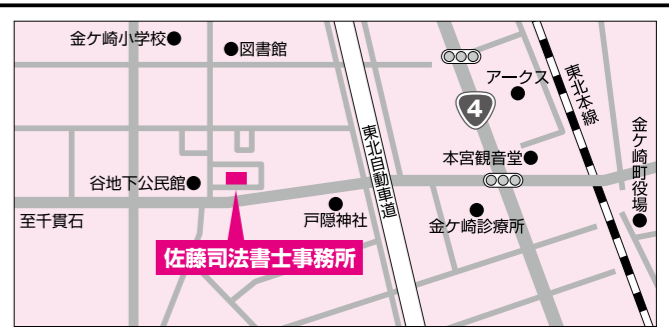 金ケ崎小学校
図書館
アークス
4
東北本線
東北自動車道
本宮観音堂
金ケ崎町役場
谷地下公民館
戸隠神社
金ケ崎診療所
至千貫石
佐藤司法書士事務所